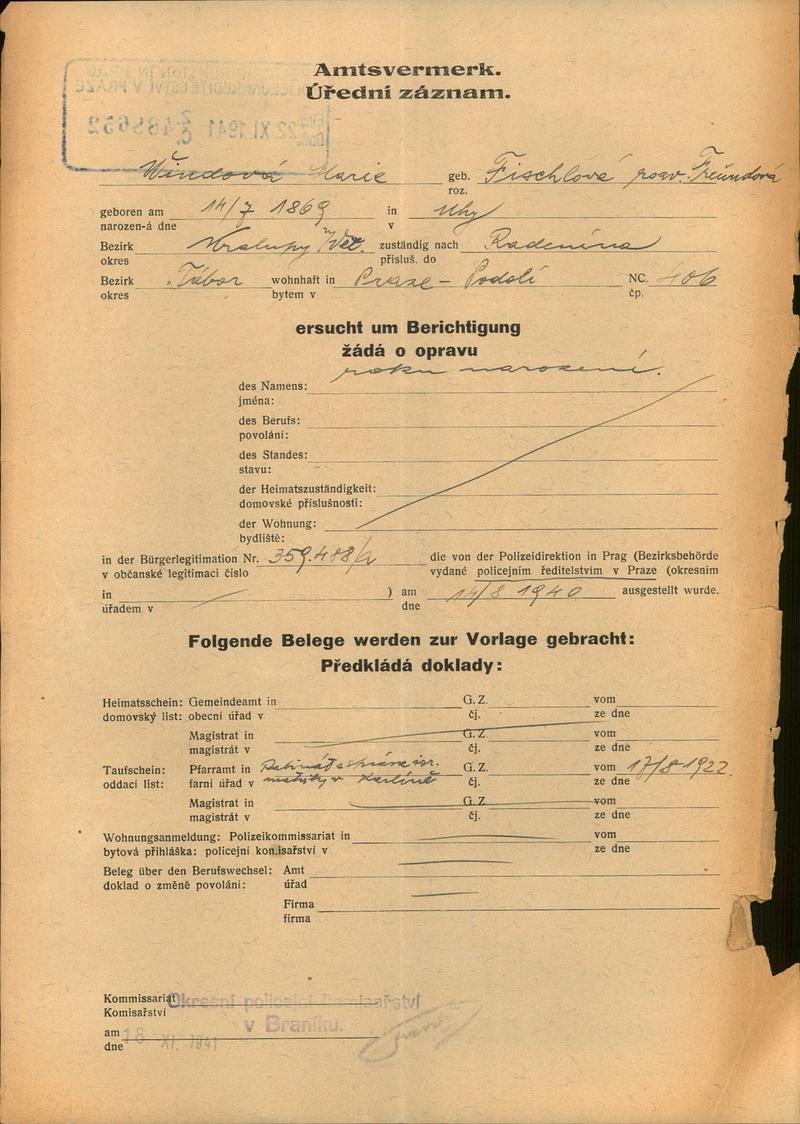 Amtsvermerk.
Úřední záznam.
22 XI. 1941
Windová Marie geb. Fischlová rozv. Freundová
roz.
geboren am 14/7 1869 in Uhy
narozen-á dne v
Bezirk Kralupy zuständig nach Radenína
okres přísluš. do
Bezirk Tábor wohnhaft in Praze - Podolí NC. 406
okres bytem v čp.
ersucht um Berichtigung
žádá o opravu
roku narození.
des Namens:
jména:
des Berufs:
povolání:
des Standes:
stavu:
der Heimatszuständigkeit:
domovské příslušnosti:
der Wohnung:
bydliště:
in der Bürgerlegitimation Nr. 359.488/a die von der Polizeidirektion in Prag (Bezirksbehörde
v občanské legitimaci číslo vydané policejním ředitelstvím v Praze (okresním
in ) am 14/8 1940 ausgestellt wurde.
úřadem v dne
Folgende Belege werden zur Vorlage gebracht:
Předkládá doklady:
Heimatsschein: Gemeindeamt in G. Z. vom
domovský list: obecní úřad v čj. ze dne
Magistrat in G. Z. vom
magistrát v čj. ze dne
Taufschein: Pfarramt in Rabinát a správa isr. G. Z. vom 17/8 1922.
oddací list: farní úřad v matriky v Karlíně čj. ze dne
Magistrat in G. Z. vom
magistrát v čj. ze dne
Wohnungsanmeldung: Polizeikommissariat in vom
bytová přihláška: policejní komisařství v ze dne
Beleg über den Berufswechsel: Amt
doklad o změně povolání: úřad
Firma
firma
Kommissariat Okresní policejní komisařství
Komisařství v Braníku.
am 18 XI. 1941
dne